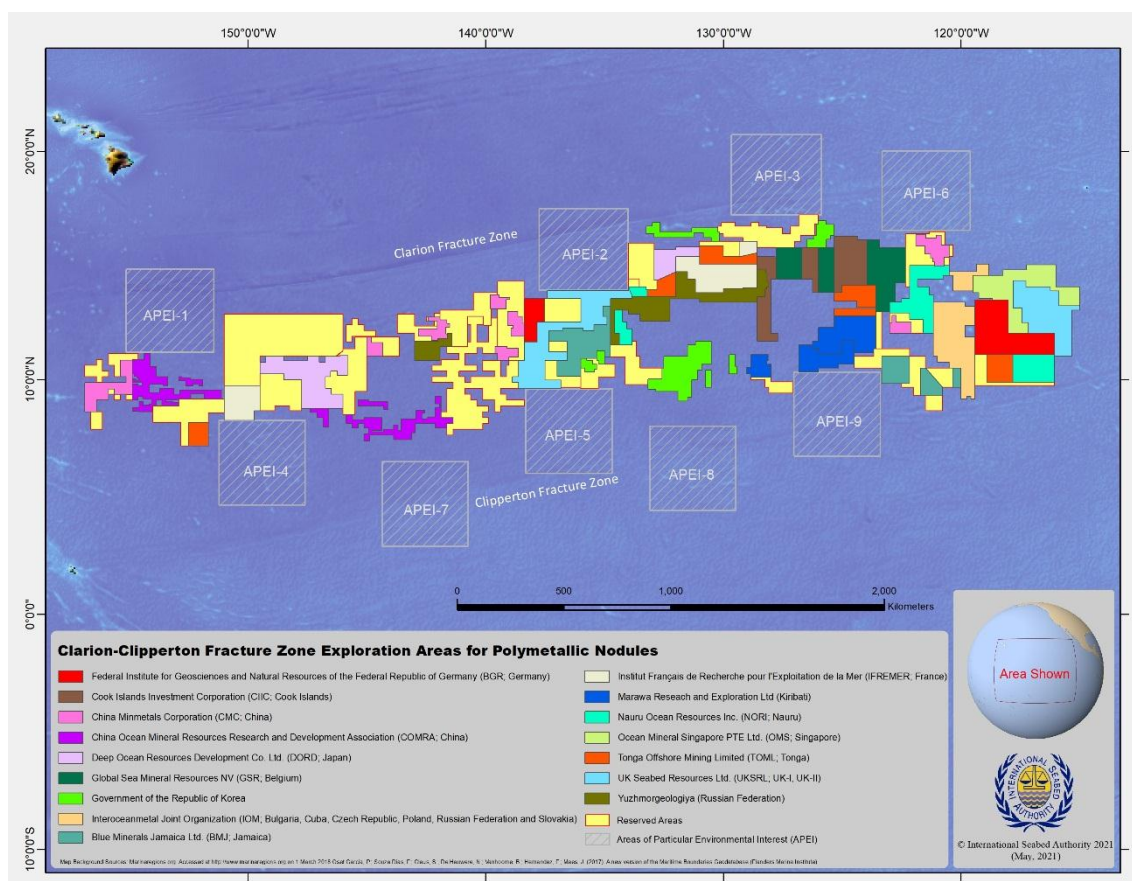 150°0'0"W
140°0'0"W
130°0'0"W
120°0'0"W
20°0'0"N
10°0'0"N
0°0'0"
10°0'0"S
APEI-3
APEI-6
Clarion Fracture Zone
APEI-2
APEI-1
APEI-5
APEI-9
APEI-4
APEI-8
Clipperton Fracture Zone
APEI-7
0
500
1,000
2,000
Kilometers
Clarion-Clipperton Fracture Zone Exploration Areas for Polymetallic Nodules
Federal Institute for Geosciences and Natural Resources of the Federal Republic of Germany (BGR; Germany)
Cook Islands Investment Corporation (CIIC; Cook Islands)
China Minmetals Corporation (CMC; China)
China Ocean Mineral Resources Research and Development Association (COMRA; China)
Deep Ocean Resources Development Co. Ltd. (DORD; Japan)
Global Sea Mineral Resources NV (GSR; Belgium)
Government of the Republic of Korea
Interoceanmetal Joint Organization (IOM; Bulgaria, Cuba, Czech Republic, Poland, Russian Federation and Slovakia)
Blue Minerals Jamaica Ltd. (BMJ; Jamaica)
Institut Français de Recherche pour l'Exploitation de la Mer (IFREMER; France)
Marawa Reseach and Exploration Ltd (Kiribati)
Nauru Ocean Resources Inc. (NORI; Nauru)
Ocean Mineral Singapore PTE Ltd. (OMS; Singapore)
Tonga Offshore Mining Limited (TOML; Tonga)
UK Seabed Resources Ltd. (UKSRL; UK-I, UK-II)
Yuzhmorgeologiya (Russian Federation)
Reserved Areas
Areas of Particular Environmental Interest (APEI)
Area Shown
INTERNATIONAL SEABED AUTHORITY
© International Seabed Authority 2021
(May, 2021)